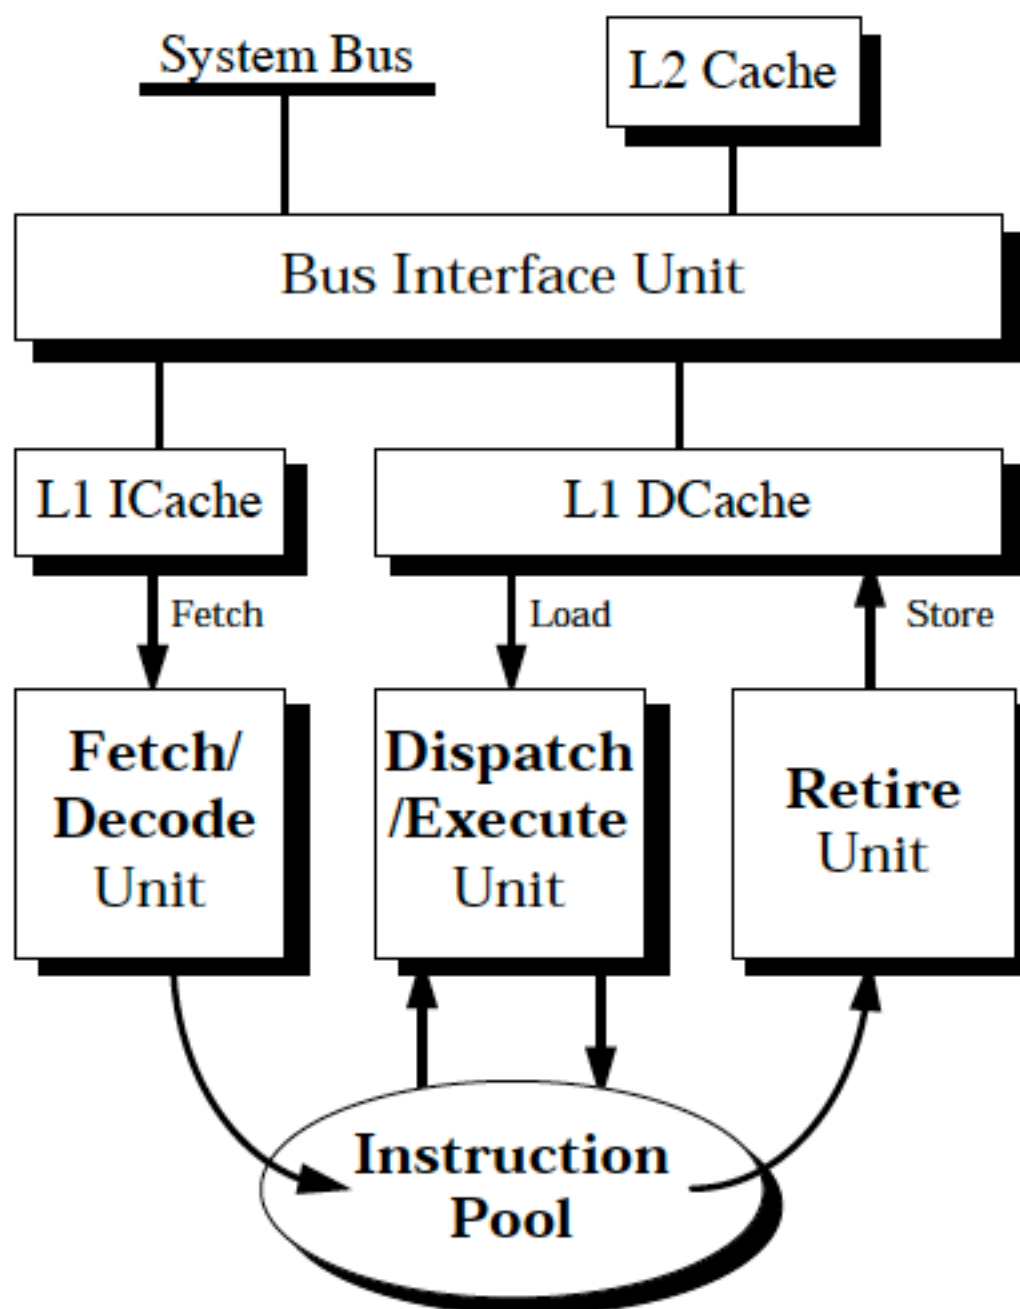 System Bus
L2 Cache
Bus Interface Unit
L1 ICache
L1 DCache
Fetch
Load
Store
Fetch/
Decode
Unit
Dispatch
/Execute
Unit
Retire
Unit
Instruction
Pool